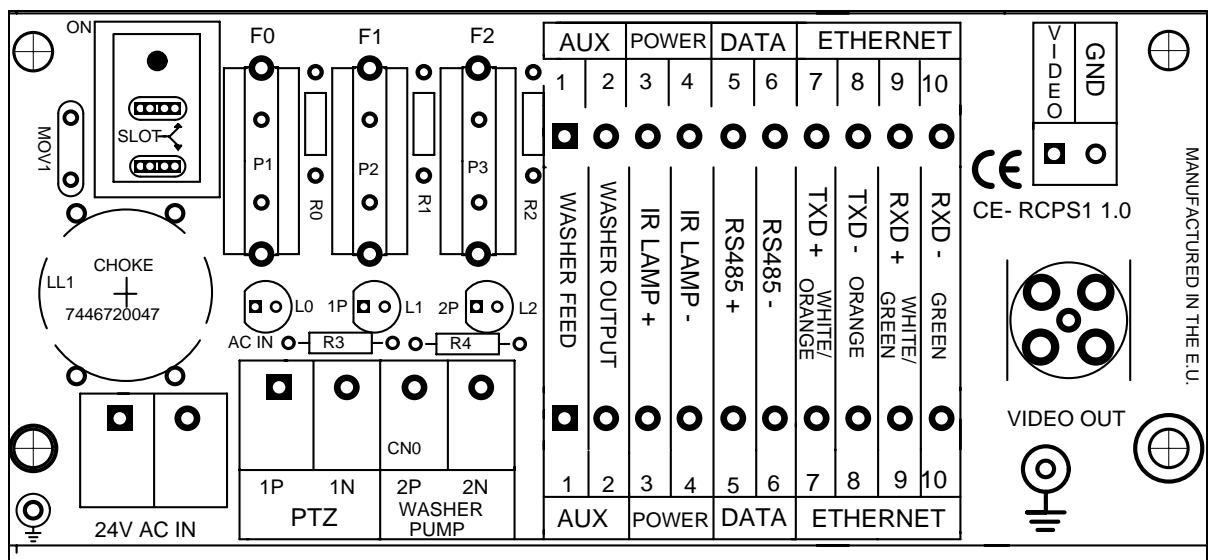 ON
F0 F1 F2
AUX POWER DATA ETHERNET
1 2 3 4 5 6 7 8 9 10
VIDEO
GND
SLOT
MOV1
P1 P2 P3
R0 R1 R2
CE
CE- RCPS1 1.0
MANUFACTURED IN THE E.U.
WASHER FEED
WASHER OUTPUT
IR LAMP +
IR LAMP -
RS485 +
RS485 -
TXD + WHITE/
ORANGE
TXD - ORANGE
RXD + WHITE/
GREEN
RXD - GREEN
CHOKE
LL1
7446720047
L0 1P L1 2P L2
AC IN R3 R4
CN0
VIDEO OUT
1P 1N 2P 2N
PTZ
WASHER
PUMP
24V AC IN
1 2 3 4 5 6 7 8 9 10
AUX POWER DATA ETHERNET